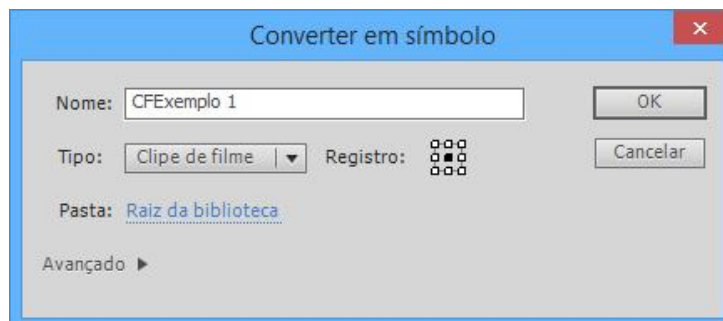 Converter em símbolo
Nome: CFExemplo 1 OK
Tipo: Clipe de filme Registro: Cancelar
Pasta: Raiz da biblioteca
Avançado